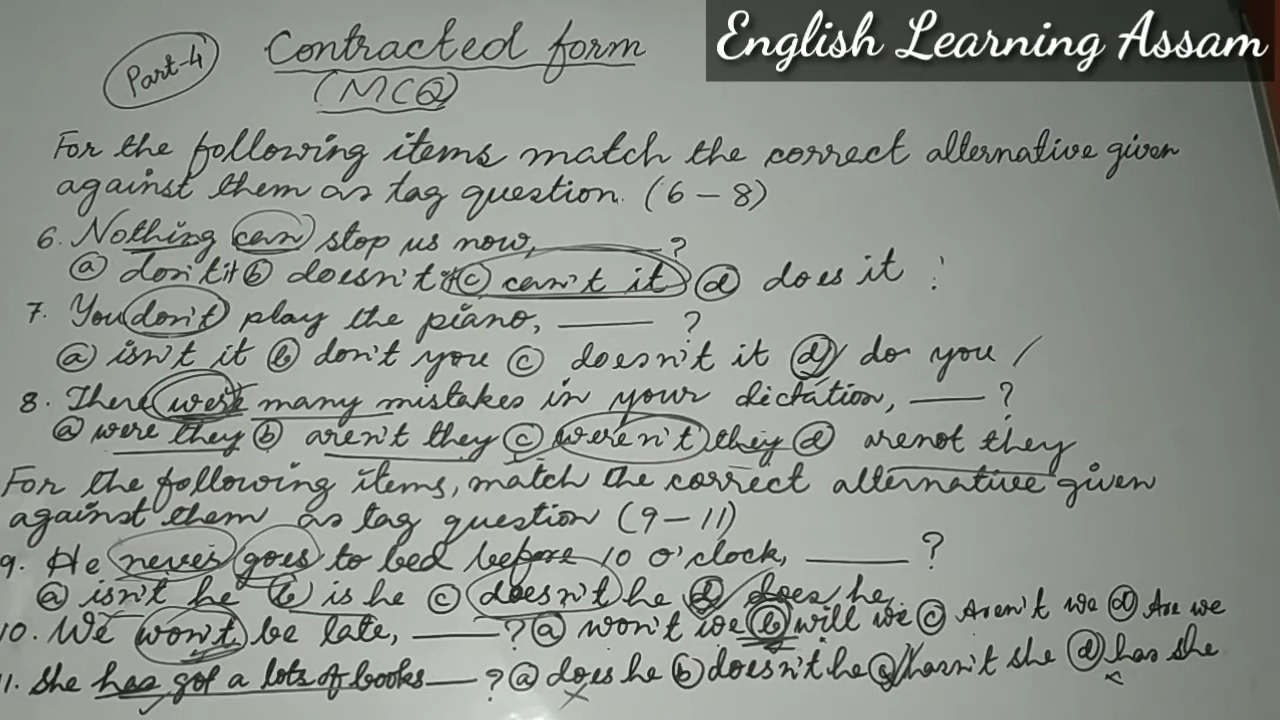 English Learning Assam
Part-4
Contracted form
(MCQ)
For the following items match the correct alternative given
against them as tag question. (6 – 8)
6. Nothing can stop us now, ______?
(a) don't it (b) doesn't it (c) can't it (d) does it
7. You don't play the piano, ______ ?
(a) isn't it (b) don't you (c) doesn't it (d) do you
8. There were many mistakes in your dictation, ______ ?
(a) were they (b) aren't they (c) weren't they (d) arenot they
For the following items, match the correct alternative given
against them as tag question (9 – 11)
9. He never goes to bed before 10 o'clock, ______ ?
(a) isn't he (b) is he (c) doesn't he (d) does he
10. We won't be late, ______ ? (a) won't we (b) will we (c) Aren't we (d) Are we
11. She has got a lots of books ______ ? (a) does he (b) doesn't he (c) hasn't she (d) has she